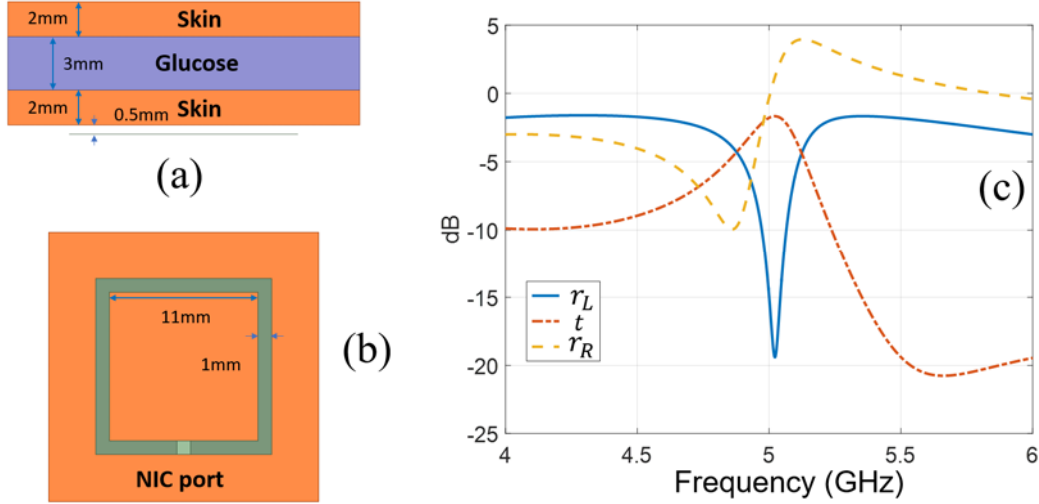 2mm
Skin
3mm
Glucose
2mm
0.5mm
Skin
(a)
11mm
1mm
(b)
NIC port
5
0
-5
-10
-15
-20
-25
dB
(c)
r_L
t
r_R
4
4.5
5
5.5
6
Frequency (GHz)